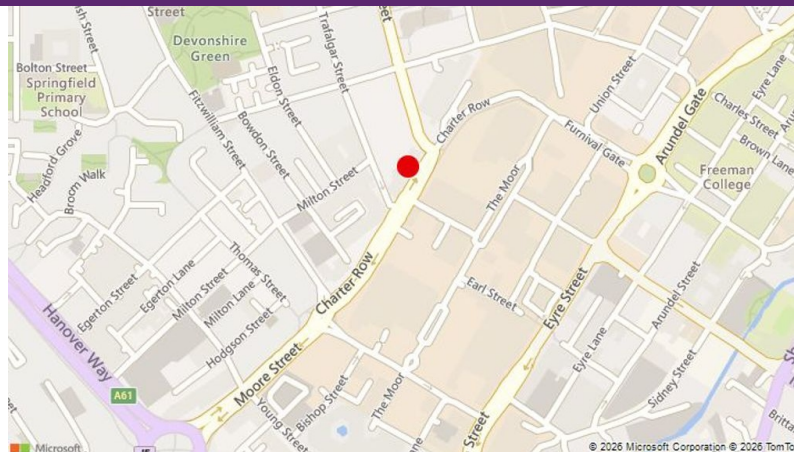 Street
ish Street
Devonshire
Green
Trafalgar Street
Bolton Street
Springfield
Primary
School
Eldon Street
Fitzwilliam Street
Bowdon Street
Charter Row
Union Street
Arundel Gate
Eyre Lane
Charles Street
Brown Lane
Furnival Gate
Freeman
College
Headford Grove
Broom Walk
Milton Street
The Moor
Charter Row
Thomas Street
Egerton Lane
Egerton Street
Milton Street
Milton Lane
Hodgson Street
Earl Street
Eyre Street
Arundel Street
Eyre Lane
Sidney Street
Hanover Way
A61
Moore Street
Young Street
Bishop Street
The Moor
Street
Microsoft
© 2026 Microsoft Corporation © 2026 TomTo